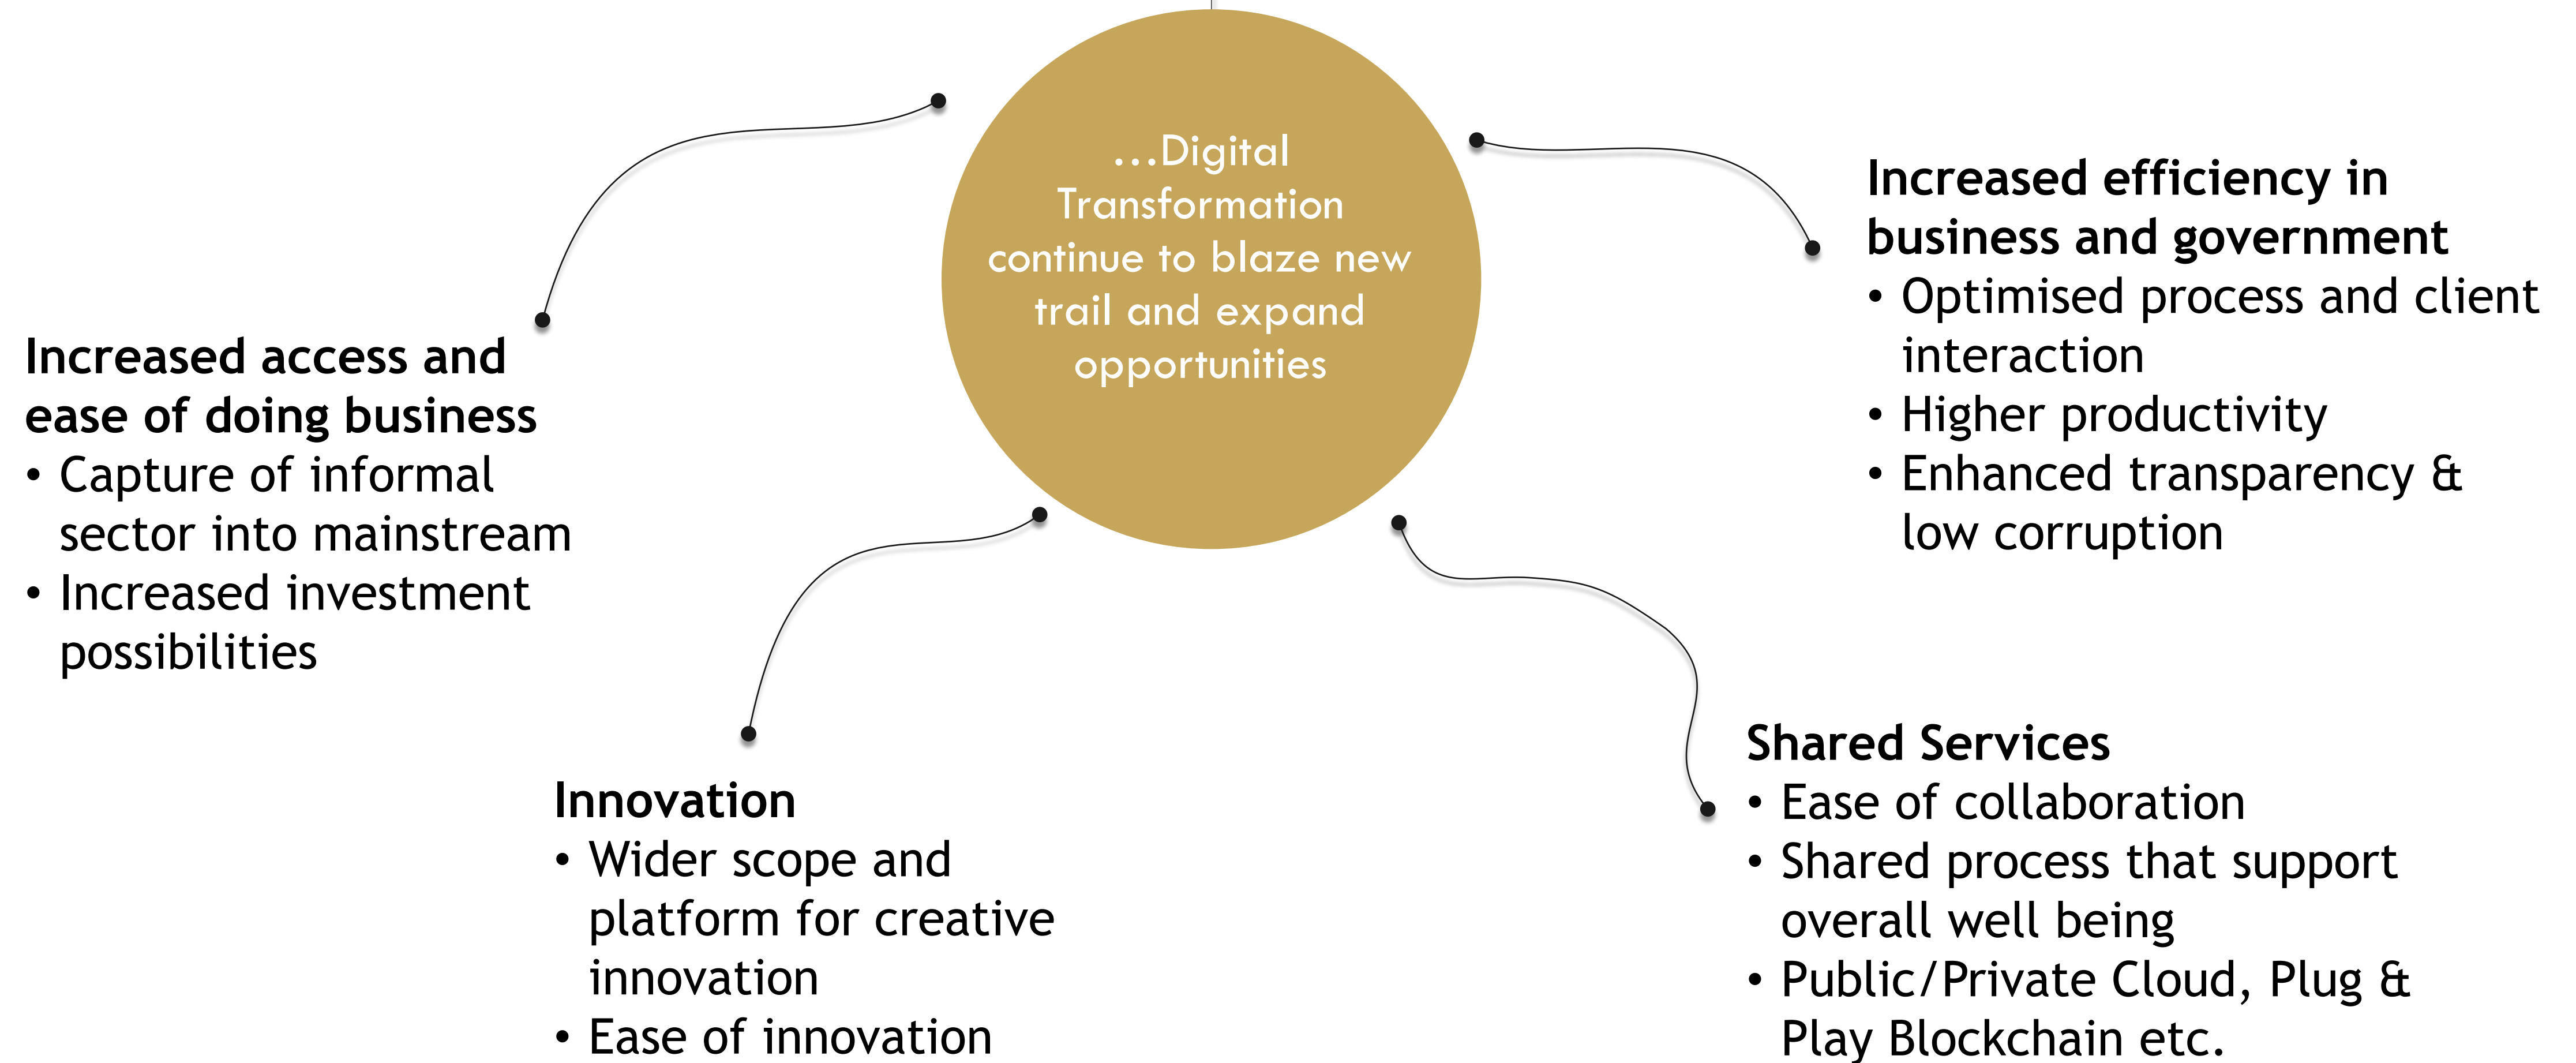 ...Digital
Transformation
continue to blaze new
trail and expand
opportunities
Increased access and
ease of doing business
• Capture of informal
sector into mainstream
• Increased investment
possibilities
Increased efficiency in
business and government
• Optimised process and client
interaction
• Higher productivity
• Enhanced transparency &
low corruption
Innovation
• Wider scope and
platform for creative
innovation
• Ease of innovation
Shared Services
• Ease of collaboration
• Shared process that support
overall well being
• Public/Private Cloud, Plug &
Play Blockchain etc.